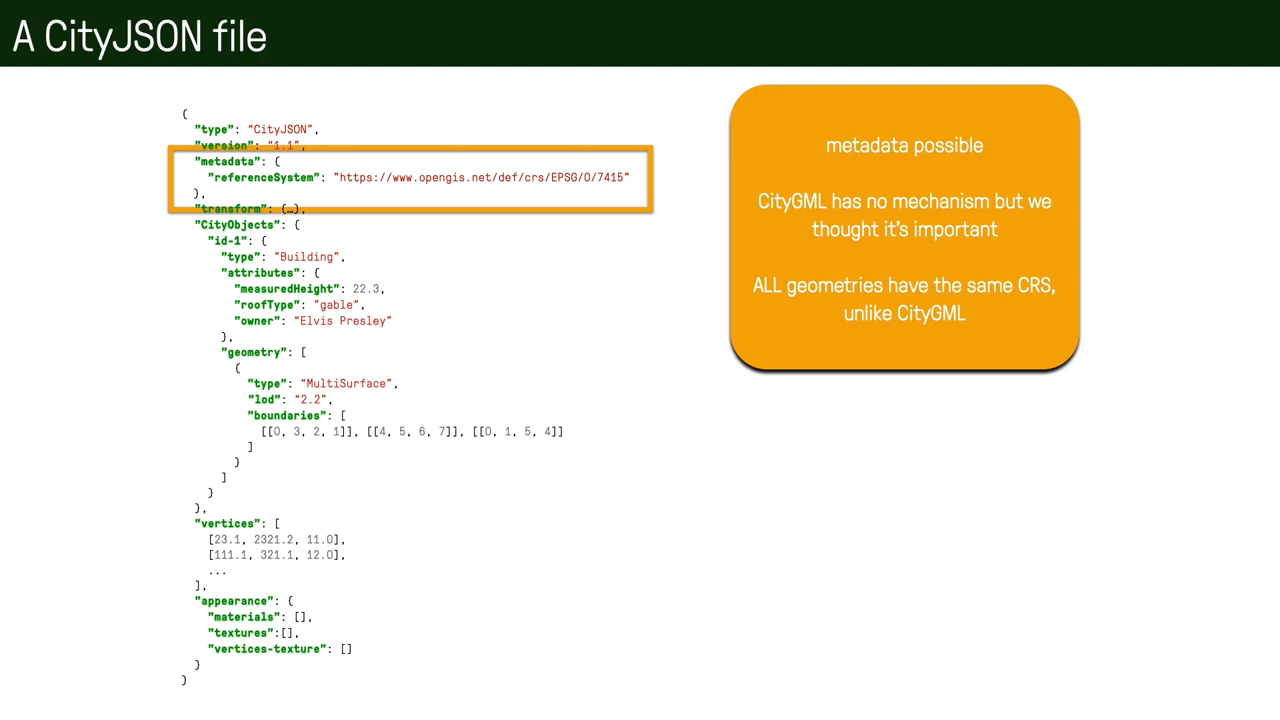 A CityJSON file
{
"type": “CityJSON”,
"version": “1.1”,
"metadata": {
"referenceSystem": "https://www.opengis.net/def/crs/EPSG/0/7415"
},
"transform": {…},
"CityObjects": {
"id-1": {
"type": "Building",
"attributes": {
"measuredHeight": 22.3,
"roofType": "gable",
"owner": “Elvis Presley"
},
"geometry": [
{
"type": “MultiSurface”,
"lod": “2.2”,
"boundaries": [
[[0, 3, 2, 1]], [[4, 5, 6, 7]], [[0, 1, 5, 4]]
]
}
]
}
},
"vertices": [
[23.1, 2321.2, 11.0],
[111.1, 321.1, 12.0],
...
],
"appearance": {
"materials": [],
"textures":[],
"vertices-texture": []
}
}
metadata possible
CityGML has no mechanism but we
thought it's important
ALL geometries have the same CRS,
unlike CityGML